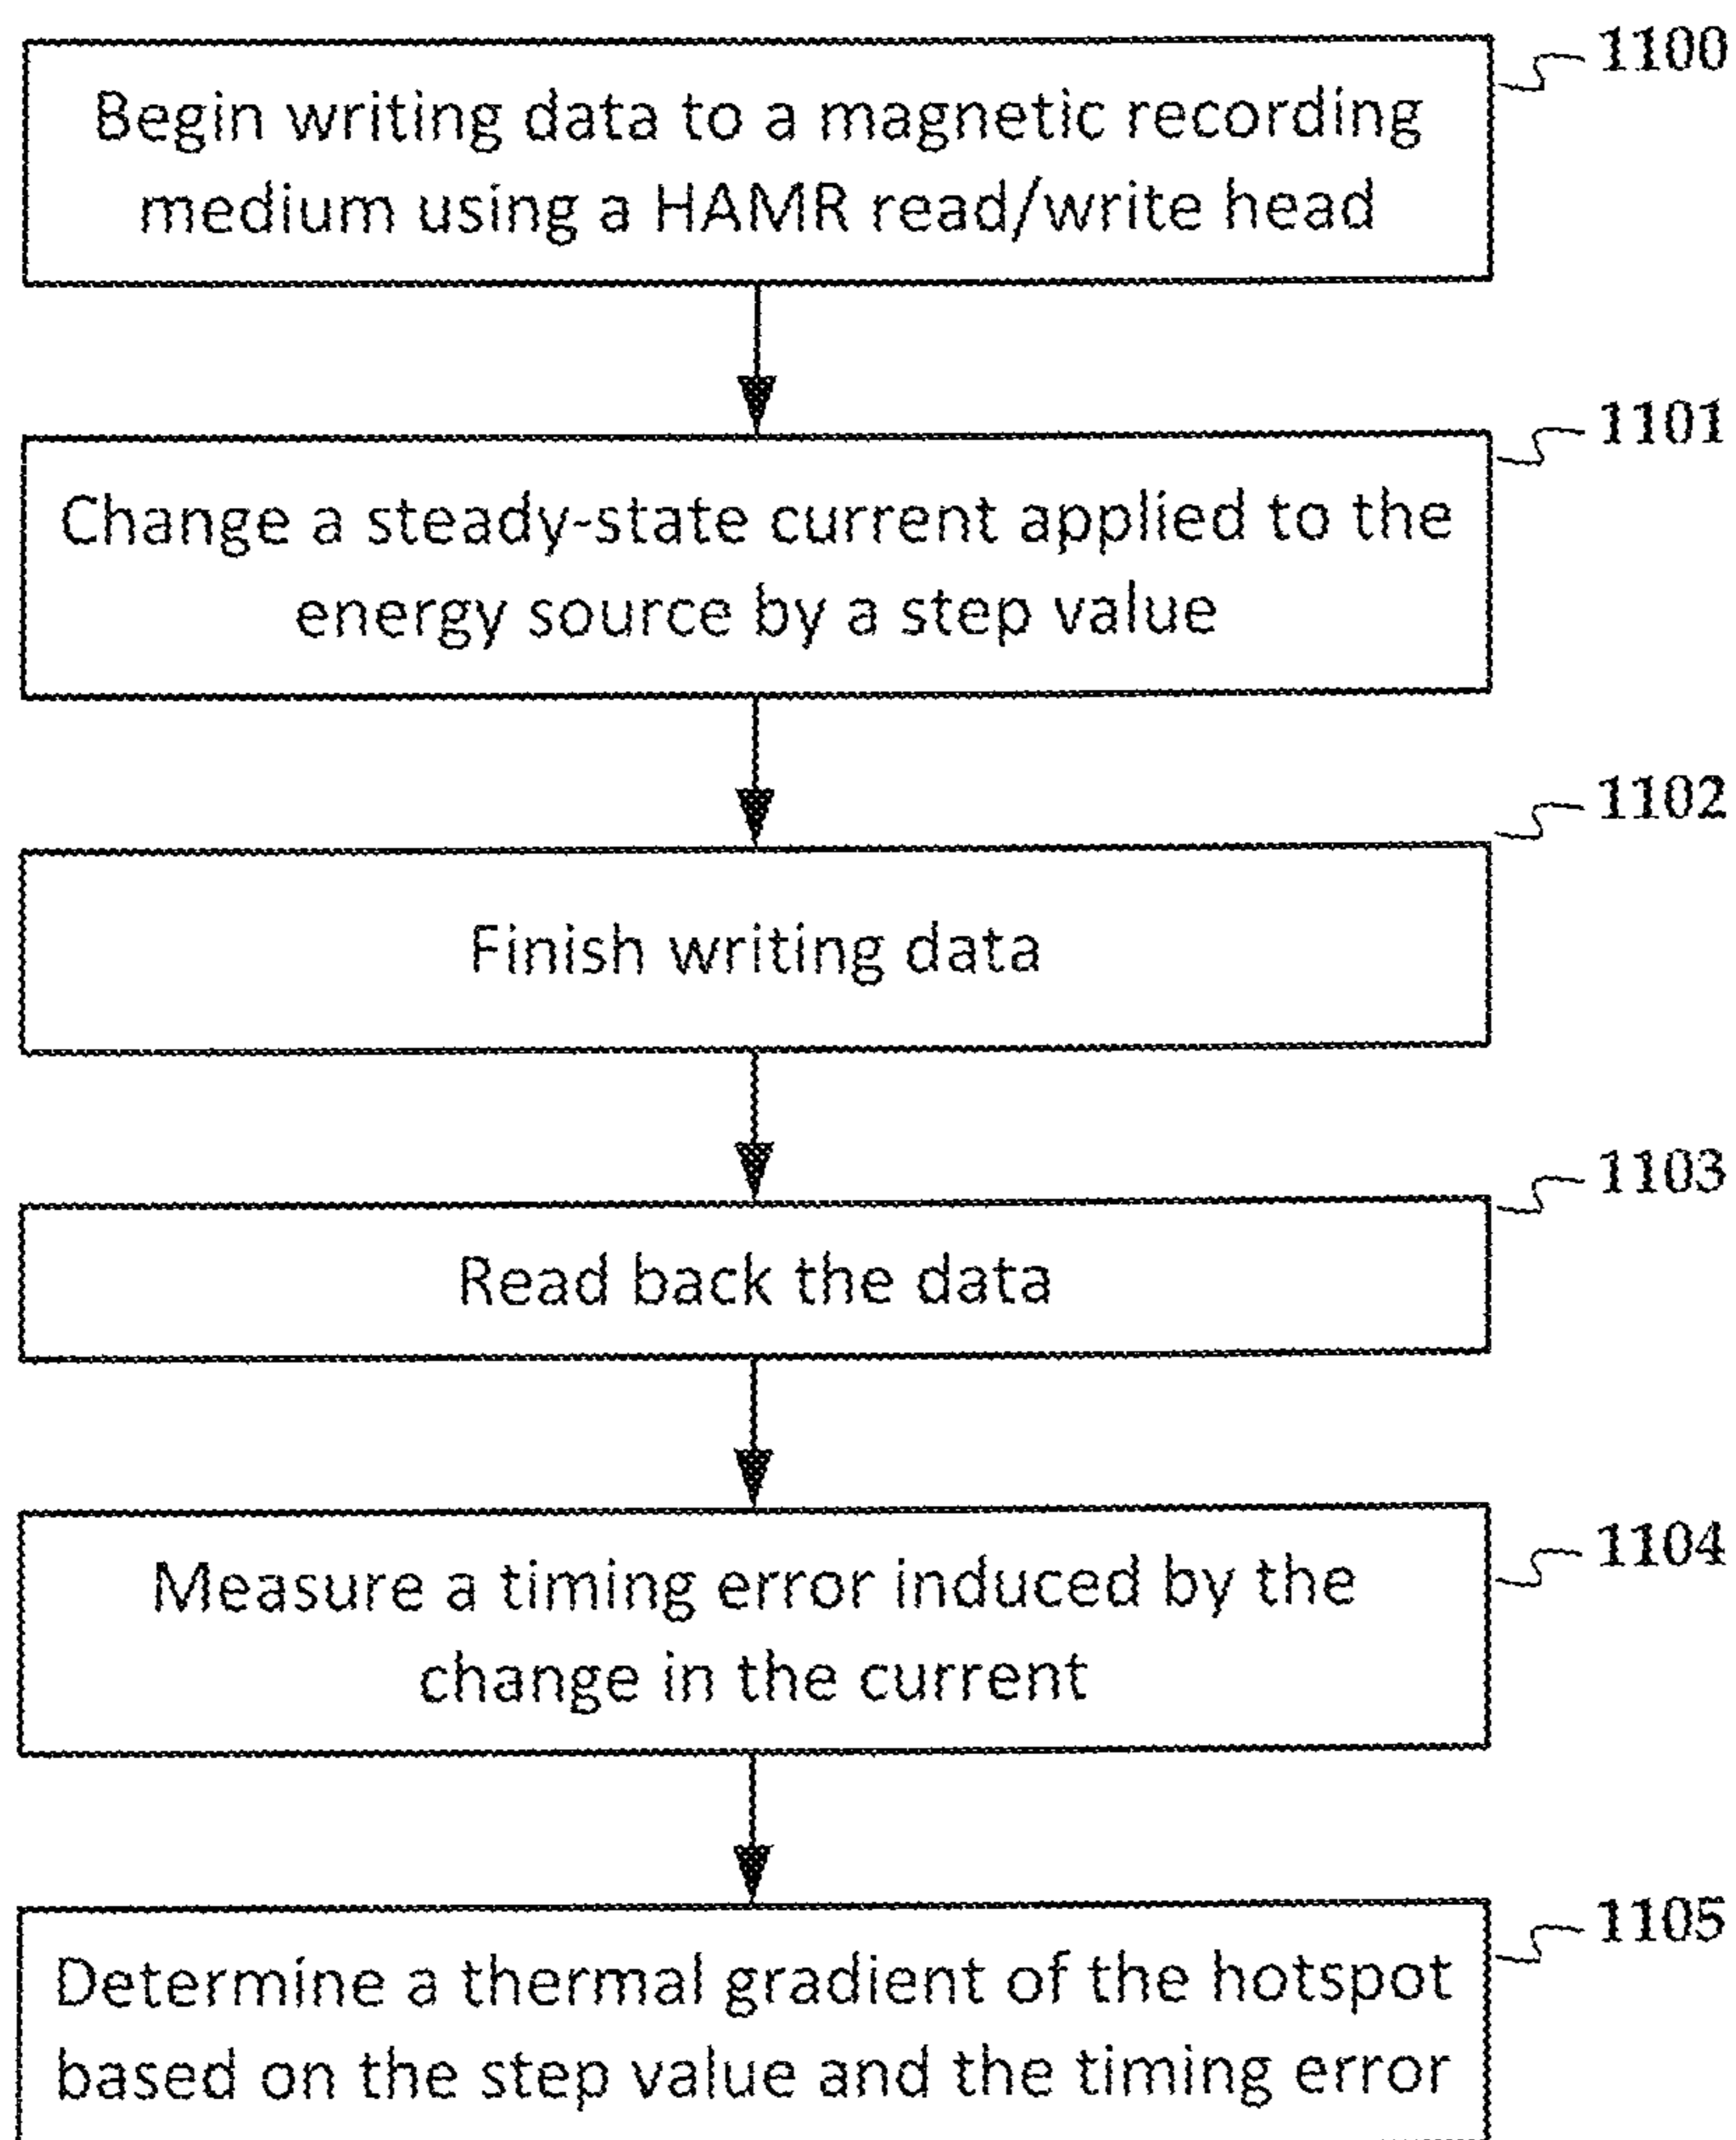 1100
Begin writing data to a magnetic recording
medium using a HAMR read/write head
1101
Change a steady-state current applied to the
energy source by a step value
1102
Finish writing data
1103
Read back the data
1104
Measure a timing error induced by the
change in the current
1105
Determine a thermal gradient of the hotspot
based on the step value and the timing error